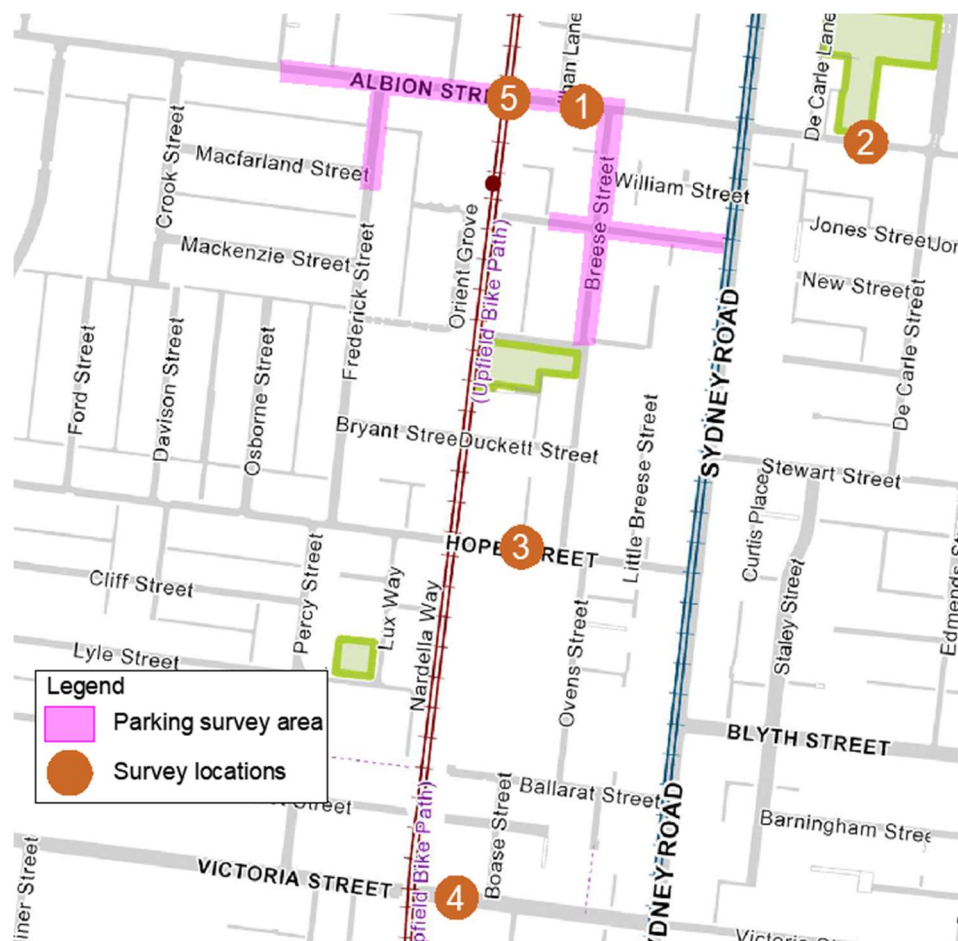 De Carle Lane
ALBION
5
1
2
Crook Street
Macfarland Street
Breese Street
William Street
Mackenzie Street
Frederick Street
Orient Grove
(Upfield Bike Path)
Jones Street
New Street
De Carle Street
SYDNEY ROAD
Ford Street
Davison Street
Osborne Street
Bryant
Duckett Street
Little Breese Street
Stewart Street
Curtis Place
HOPE
3
Cliff Street
Percy Street
Lux Way
Nardella Way
Ovens Street
Staley Street
Lyle Street
Legend
Parking survey area
Survey locations
BLYTH STREET
Street
Ballarat Street
Boase Street
Bike Path)
Barningham
VICTORIA STREET
4
ROAD
Street
Victoria